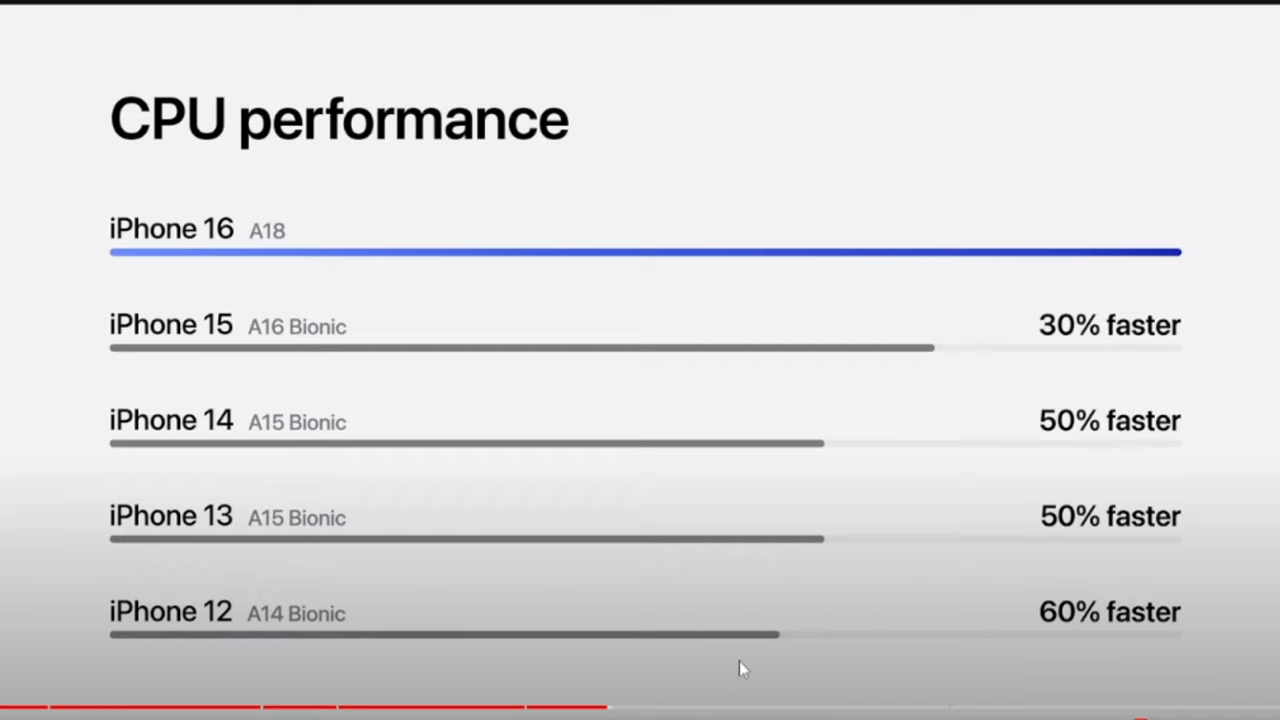 CPU performance
iPhone 16 A18
iPhone 15 A16 Bionic 30% faster
iPhone 14 A15 Bionic 50% faster
iPhone 13 A15 Bionic 50% faster
iPhone 12 A14 Bionic 60% faster